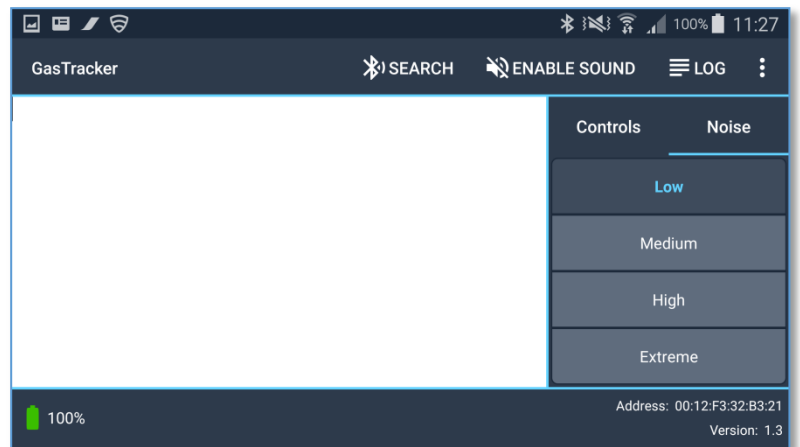 100% 11:27
GasTracker SEARCH ENABLE SOUND LOG
Controls Noise
Low
Medium
High
Extreme
100%
Address: 00:12:F3:32:B3:21
Version: 1.3